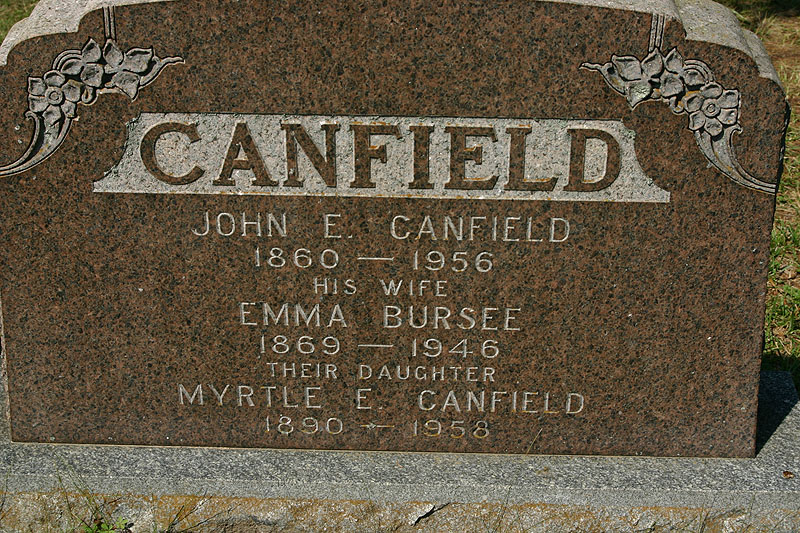 CANFIELD
JOHN E. CANFIELD
1860 — 1956
HIS WIFE
EMMA BURSEE
1869 — 1946
THEIR DAUGHTER
MYRTLE E. CANFIELD
1890 — 1958